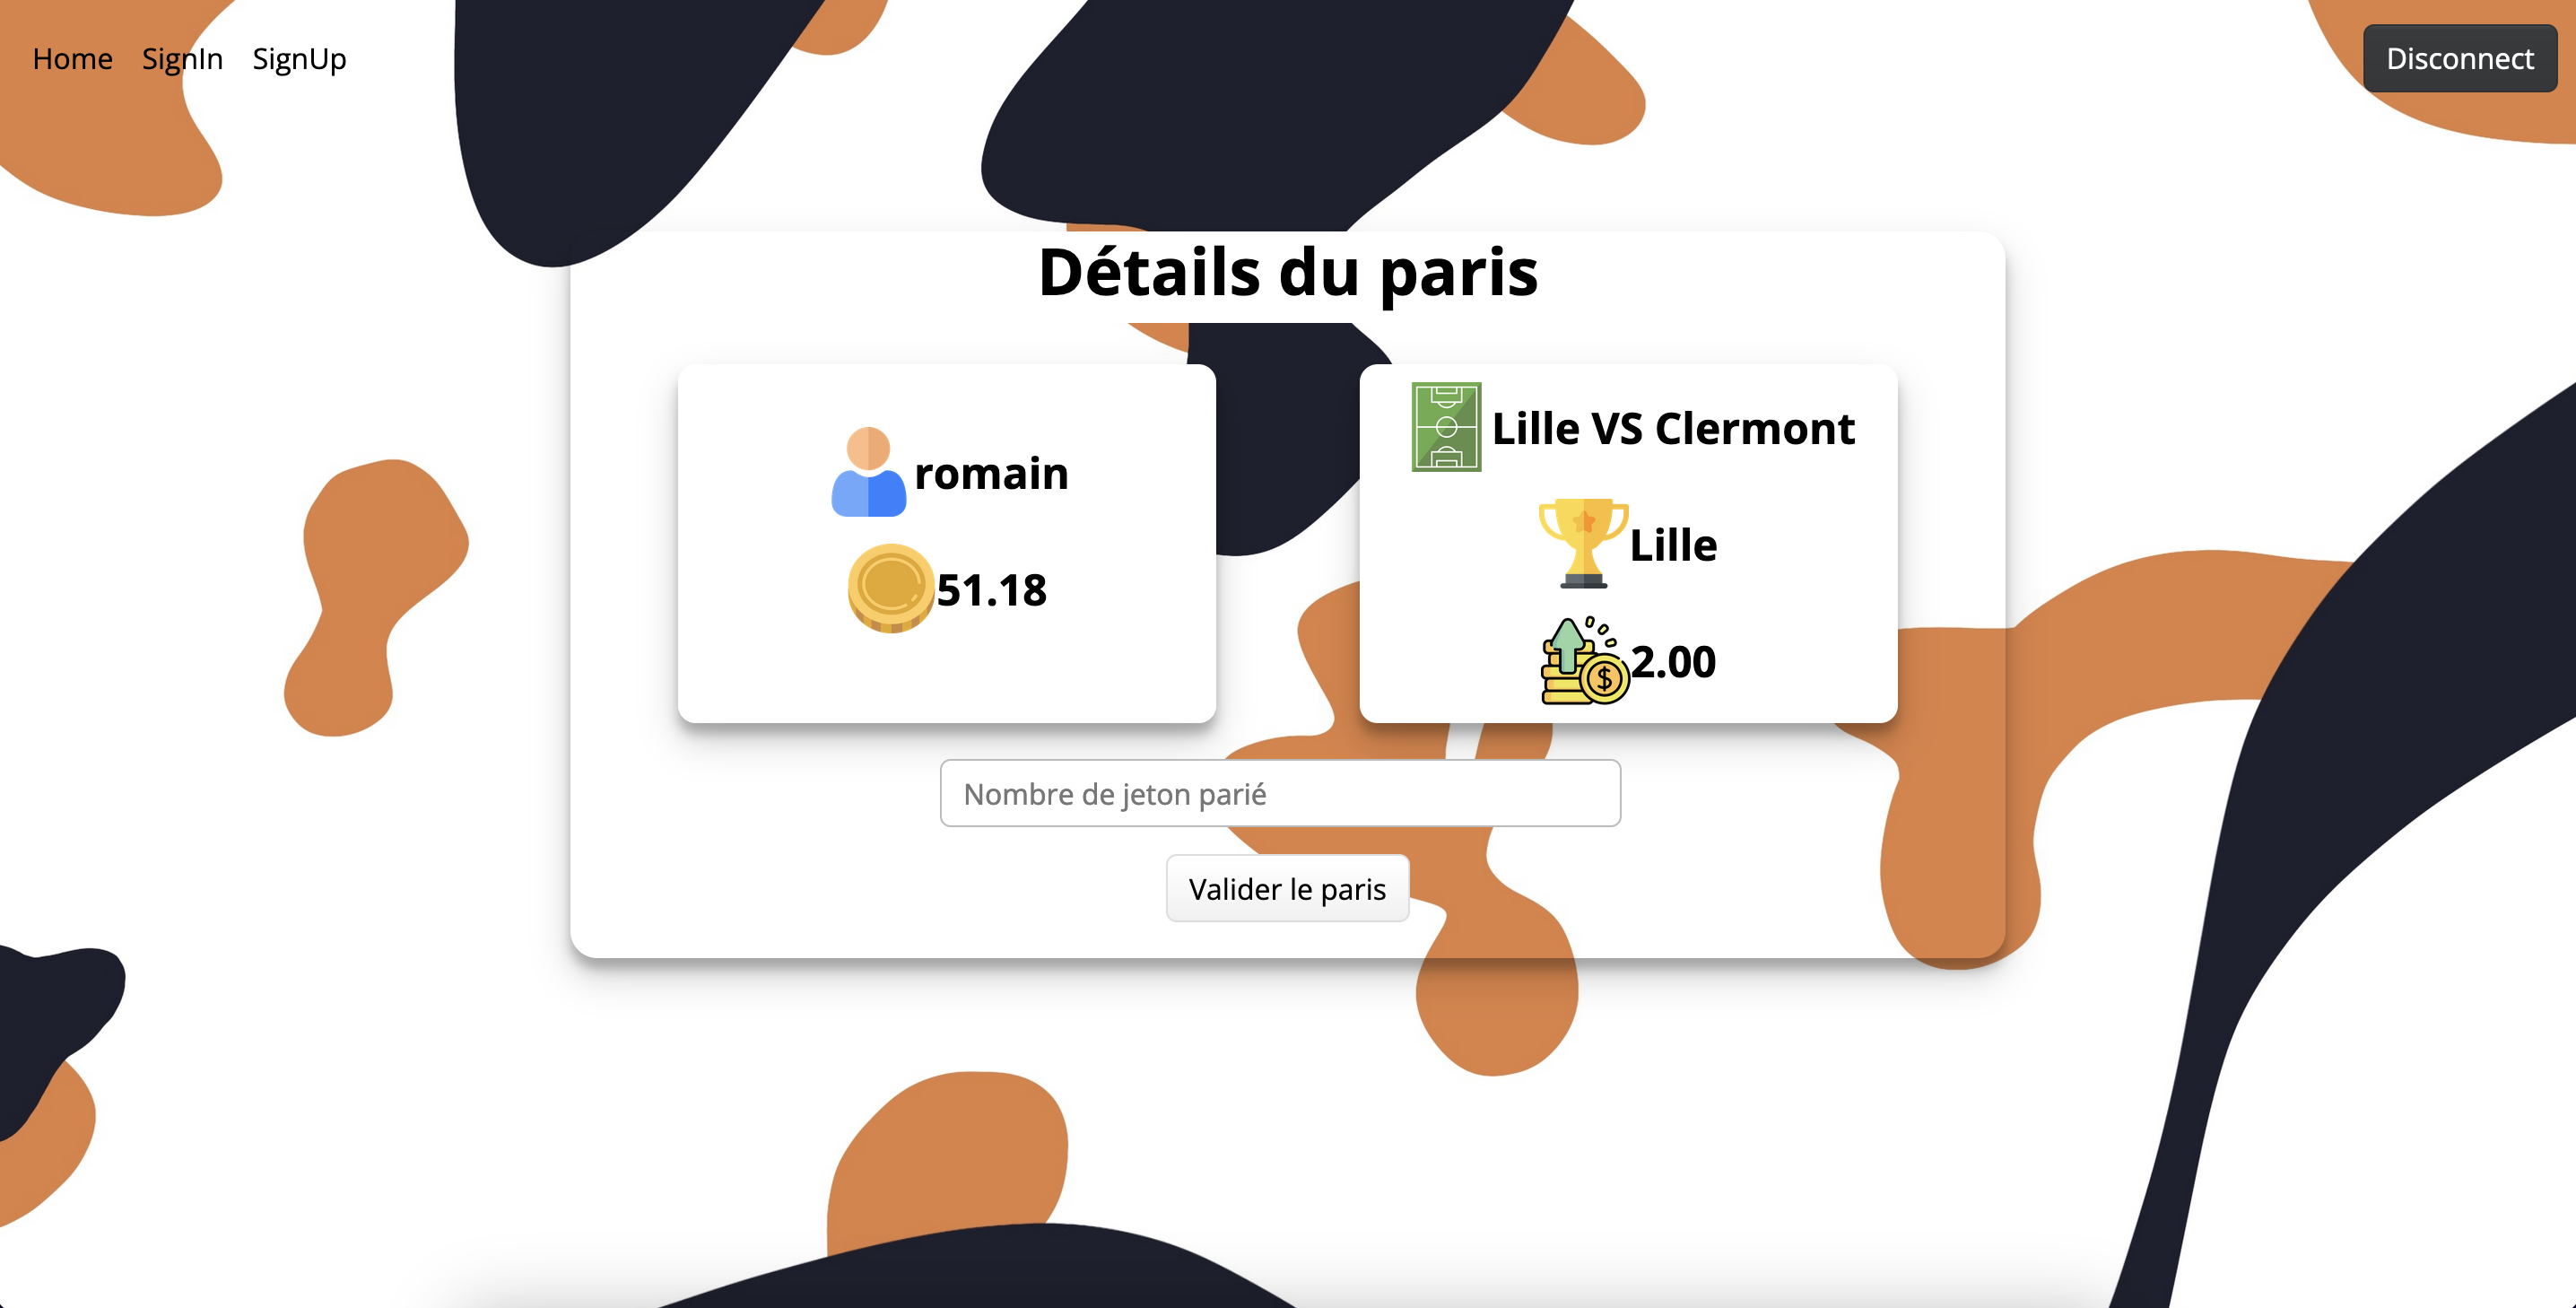 Home SignIn SignUp
Disconnect
Détails du paris
romain
51.18
Lille VS Clermont
Lille
2.00
Nombre de jeton parié
Valider le paris